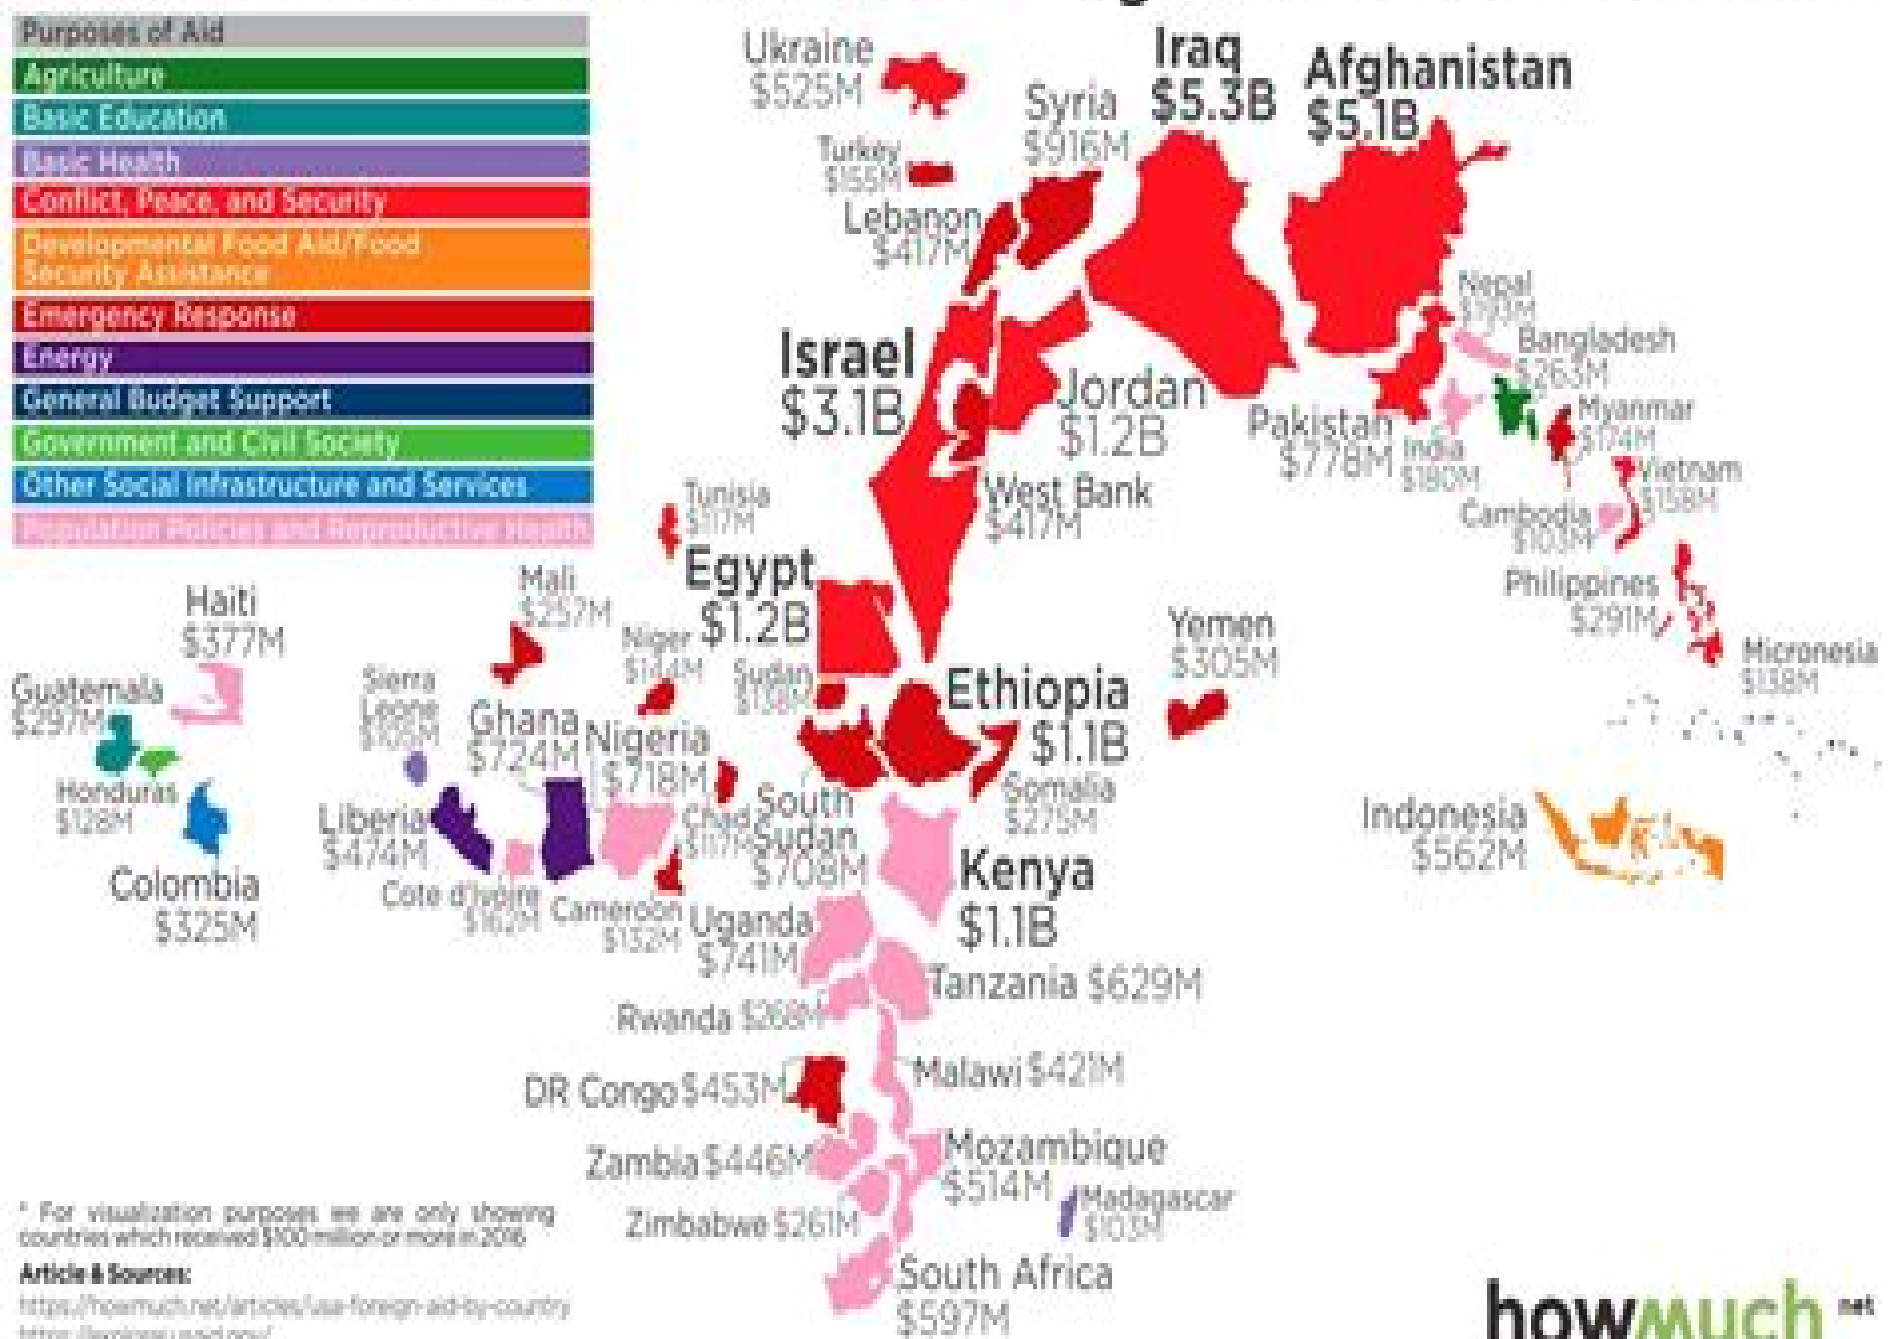 Purposes of Aid
Agriculture
Basic Education
Basic Health
Conflict, Peace, and Security
Developmental Food Aid/Food
Security Assistance
Emergency Response
Energy
General Budget Support
Government and Civil Society
Other Social Infrastructure and Services
Population Policies and Reproductive Health
Ukraine
$525M
Turkey
$155M
Syria
$916M
Iraq
$5.3B
Afghanistan
$5.1B
Lebanon
$417M
Israel
$3.1B
Jordan
$1.2B
West Bank
$417M
Nepal
$193M
Bangladesh
$263M
Pakistan
$778M
India
$180M
Myanmar
$174M
Vietnam
$158M
Cambodia
$103M
Philippines
$291M
Micronesia
$138M
Indonesia
$562M
Tunisia
$117M
Egypt
$1.2B
Mali
$257M
Niger
$144M
Sudan
$138M
Yemen
$305M
Ethiopia
$1.1B
Somalia
$275M
Haiti
$377M
Guatemala
$297M
Honduras
$128M
Colombia
$325M
Sierra
Leone
Ghana
$724M
Nigeria
$718M
Liberia
$474M
Cote d'Ivoire
$162M
Cameroon
$132M
Chad
$117M
South
Sudan
$708M
Kenya
$1.1B
Uganda
$741M
Tanzania $629M
Rwanda $268M
Malawi $421M
DR Congo $453M
Zambia $446M
Mozambique
$514M
Madagascar
$103M
Zimbabwe $261M
South Africa
$597M
* For visualization purposes we are only showing
countries which received $100 million or more in 2016
Article & Sources:
https://howmuch.net/articles/usa-foreign-aid-by-country
howmuch.net